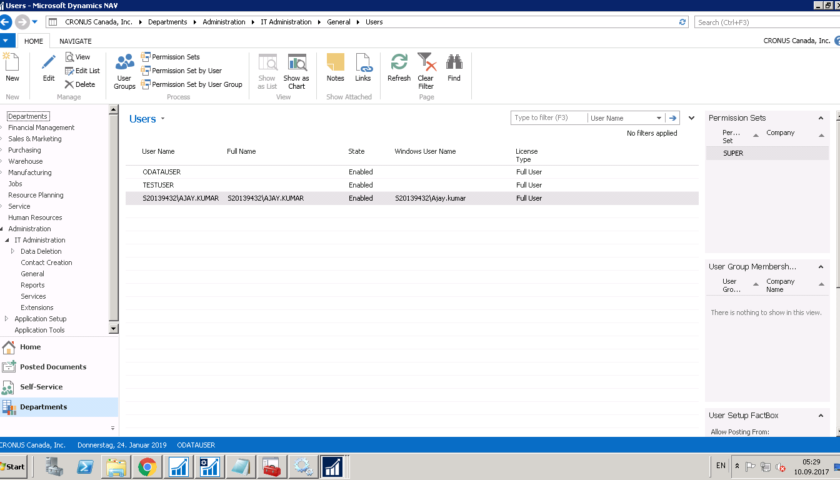 Users - Microsoft Dynamics NAV
CRONUS Canada, Inc. Departments Administration IT Administration General Users
Search (Ctrl+F3)
HOME NAVIGATE
CRONUS Canada, Inc.
New
Edit
View
Edit List
Delete
User Groups
Permission Sets
Permission Set by User
Permission Set by User Group
Show as List
Show as Chart
Notes
Links
Refresh
Clear Filter
Find
New Manage Process View Show Attached Page
Departments
Financial Management
Sales & Marketing
Purchasing
Warehouse
Manufacturing
Jobs
Resource Planning
Service
Human Resources
Administration
IT Administration
Data Deletion
Contact Creation
General
Reports
Services
Extensions
Application Setup
Application Tools
Home
Posted Documents
Self-Service
Departments
Users
Type to filter (F3) User Name
No filters applied
User Name Full Name State Windows User Name License Type
ODATAUSER Enabled Full User
TESTUSER Enabled Full User
S20139432\AJAY.KUMAR S20139432\AJAY.KUMAR Enabled S20139432\Ajay.kumar Full User
Permission Sets
Per... Set Company
SUPER
User Group Membersh...
User Gro... Company Name
There is nothing to show in this view.
User Setup FactBox
Allow Posting From:
CRONUS Canada, Inc. Donnerstag, 24. Januar 2019 ODATAUSER
Start
EN
05:29
10.09.2017